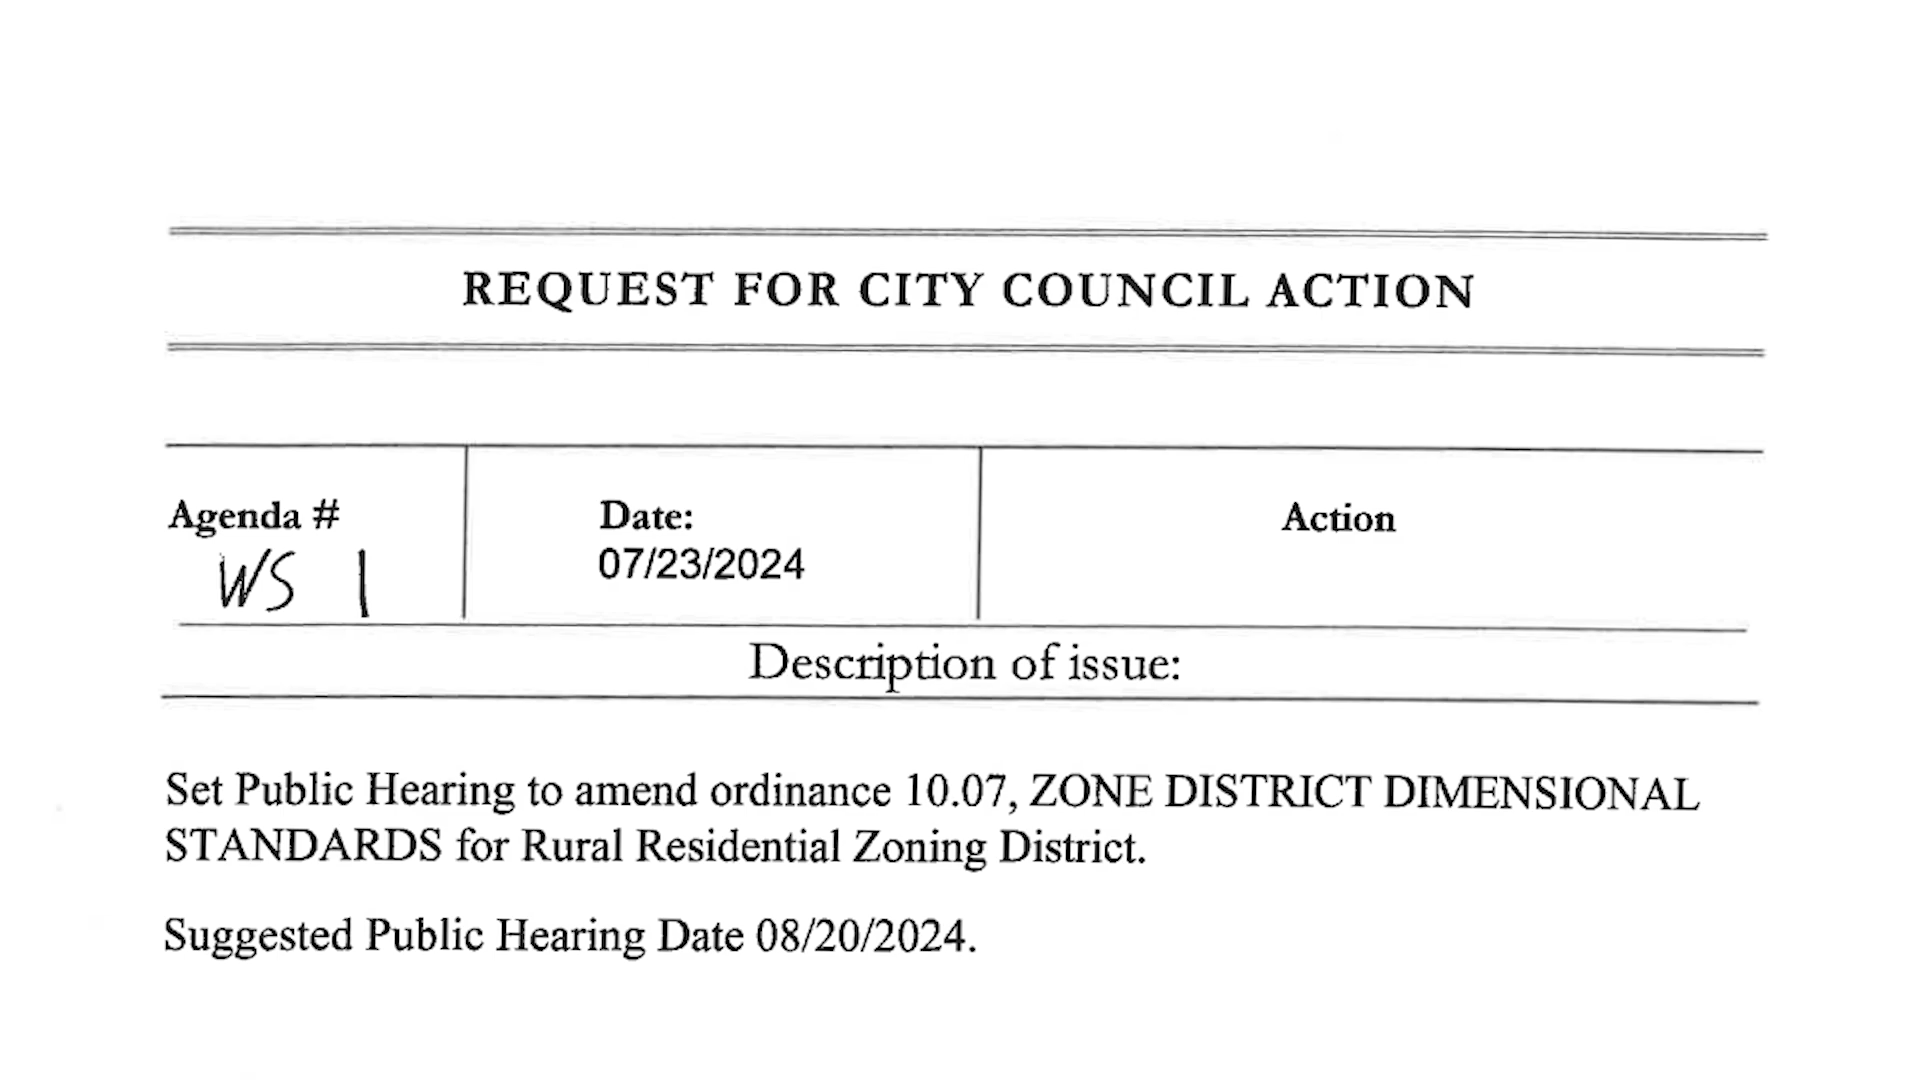 REQUEST FOR CITY COUNCIL ACTION
Agenda #
WS 1
Date:
07/23/2024
Action
Description of issue:
Set Public Hearing to amend ordinance 10.07, ZONE DISTRICT DIMENSIONAL
STANDARDS for Rural Residential Zoning District.
Suggested Public Hearing Date 08/20/2024.